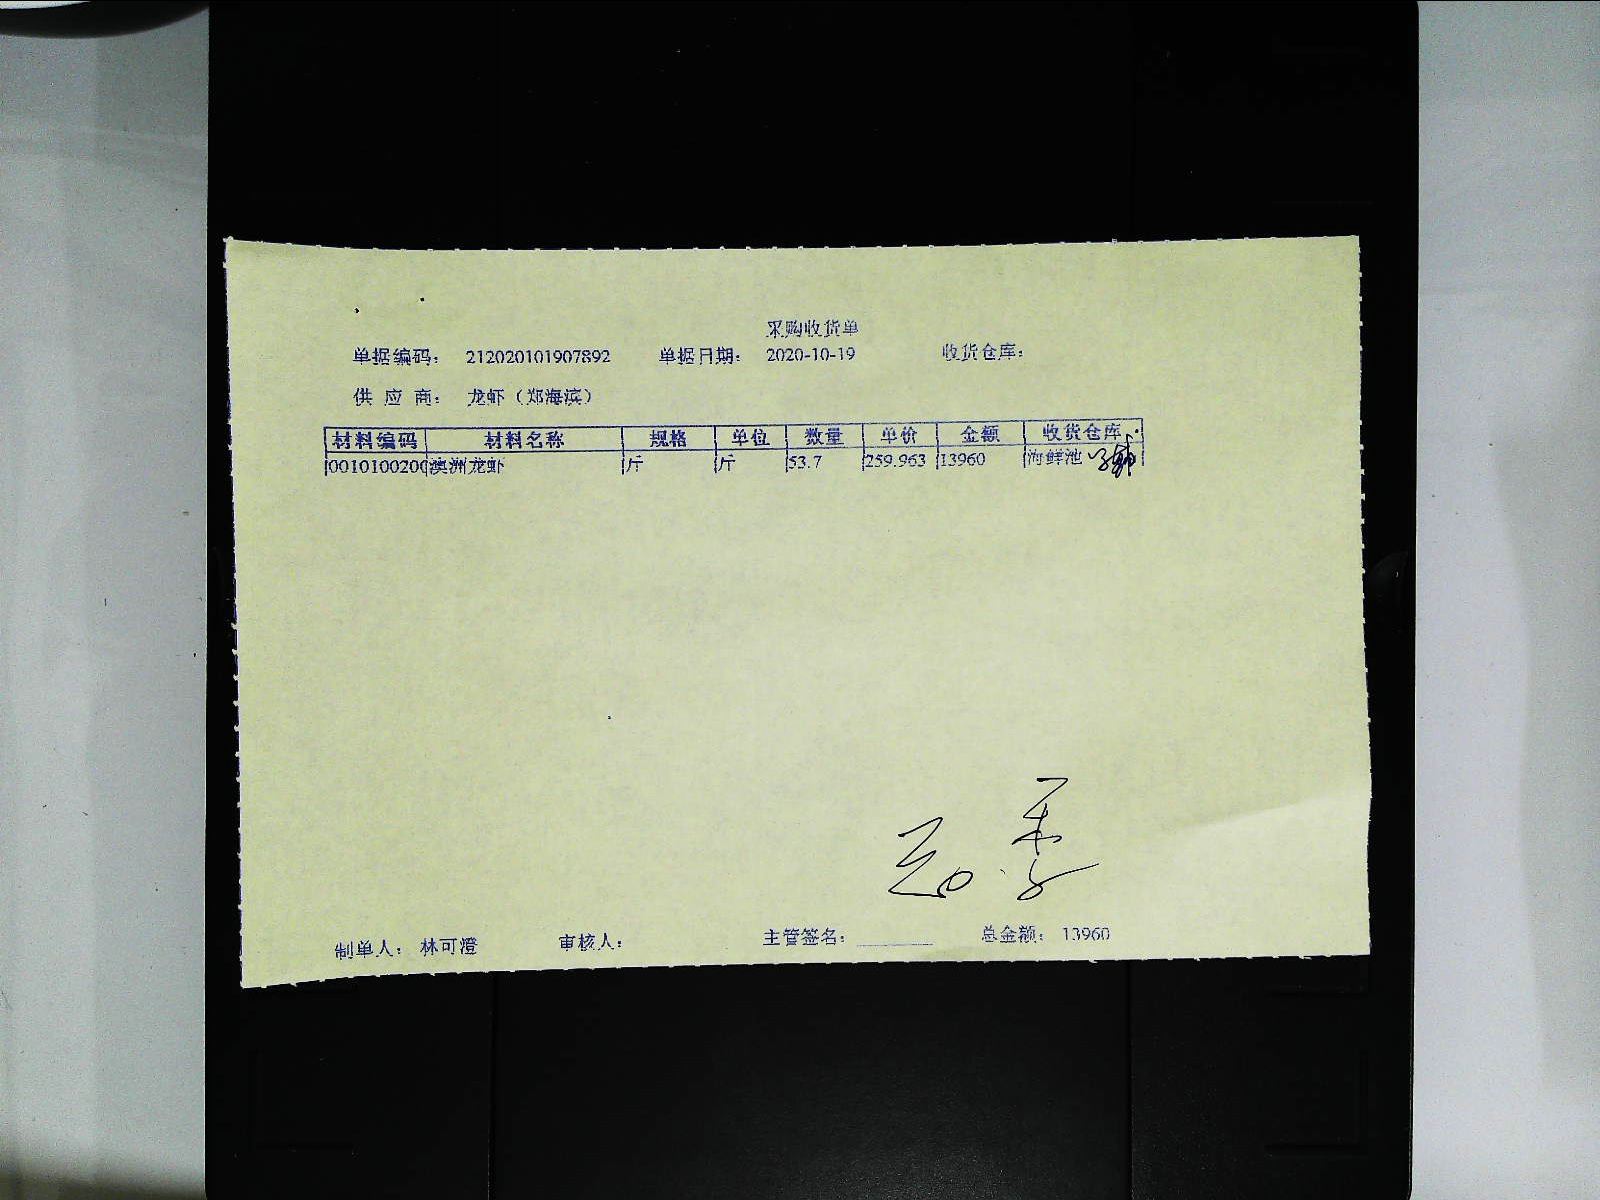 采购收货单
单据编码： 212020101907892 单据日期： 2020-10-19 收货仓库：
供 应 商： 龙虾（郑海滨）
材料编码 材料名称 规格 单位 数量 单价 金额 收货仓库
0010100200 澳洲龙虾 斤 斤 53.7 259.963 13960 海鲜池
制单人： 林可澄 审核人： 主管签名： 总金额： 13960